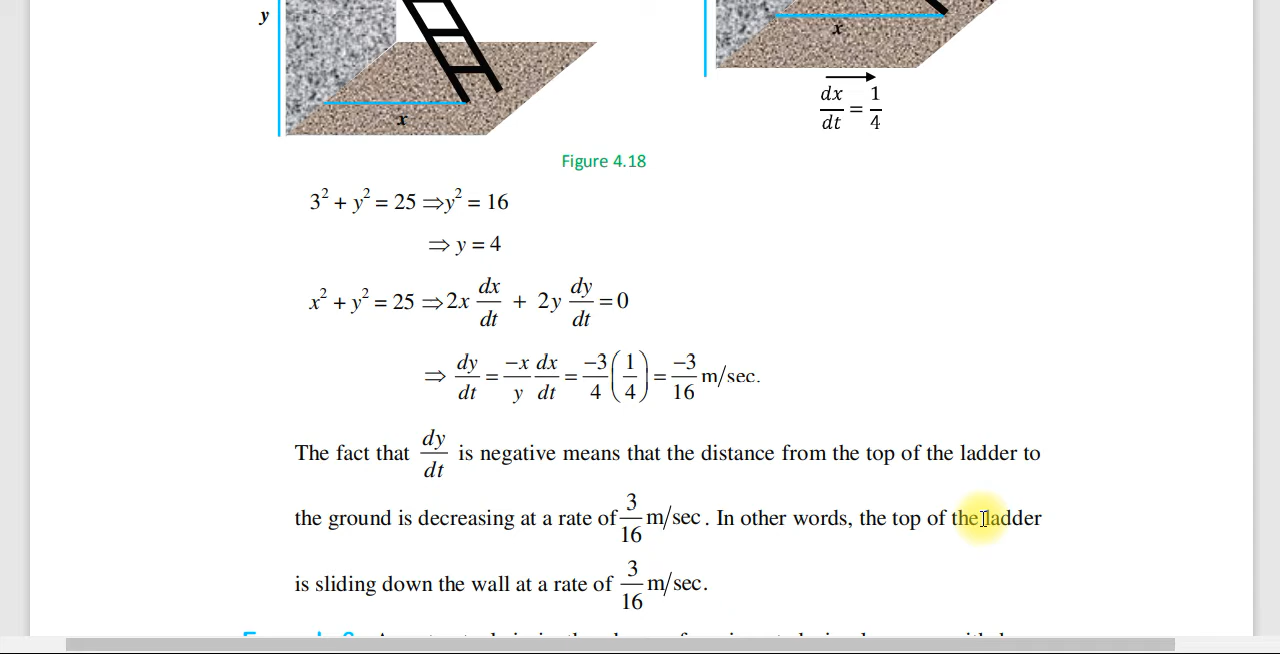 y
x
x
dx/dt = 1/4
Figure 4.18
3² + y² = 25 ⇒ y² = 16
⇒ y = 4
x² + y² = 25 ⇒ 2x dx/dt + 2y dy/dt = 0
⇒ dy/dt = -x/y dx/dt = -3/4 (1/4) = -3/16 m/sec.
The fact that dy/dt is negative means that the distance from the top of the ladder to
the ground is decreasing at a rate of 3/16 m/sec. In other words, the top of the ladder
is sliding down the wall at a rate of 3/16 m/sec.